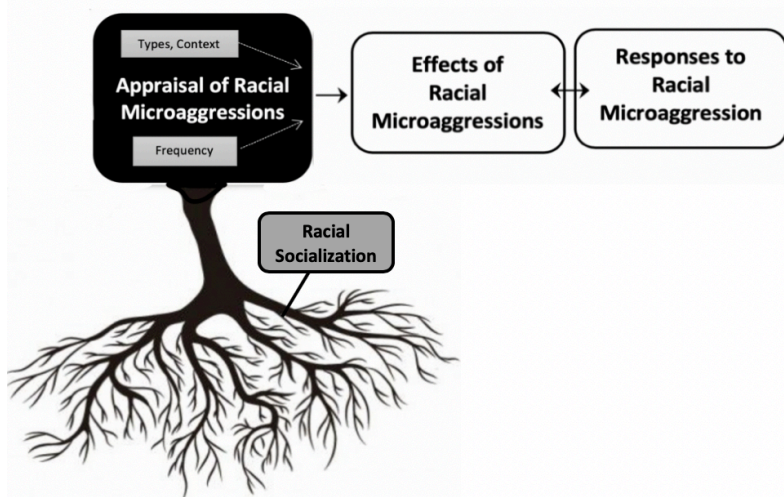 Types, Context
Appraisal of Racial
Microaggressions
Frequency
Effects of
Racial
Microaggressions
Responses to
Racial
Microaggression
Racial
Socialization